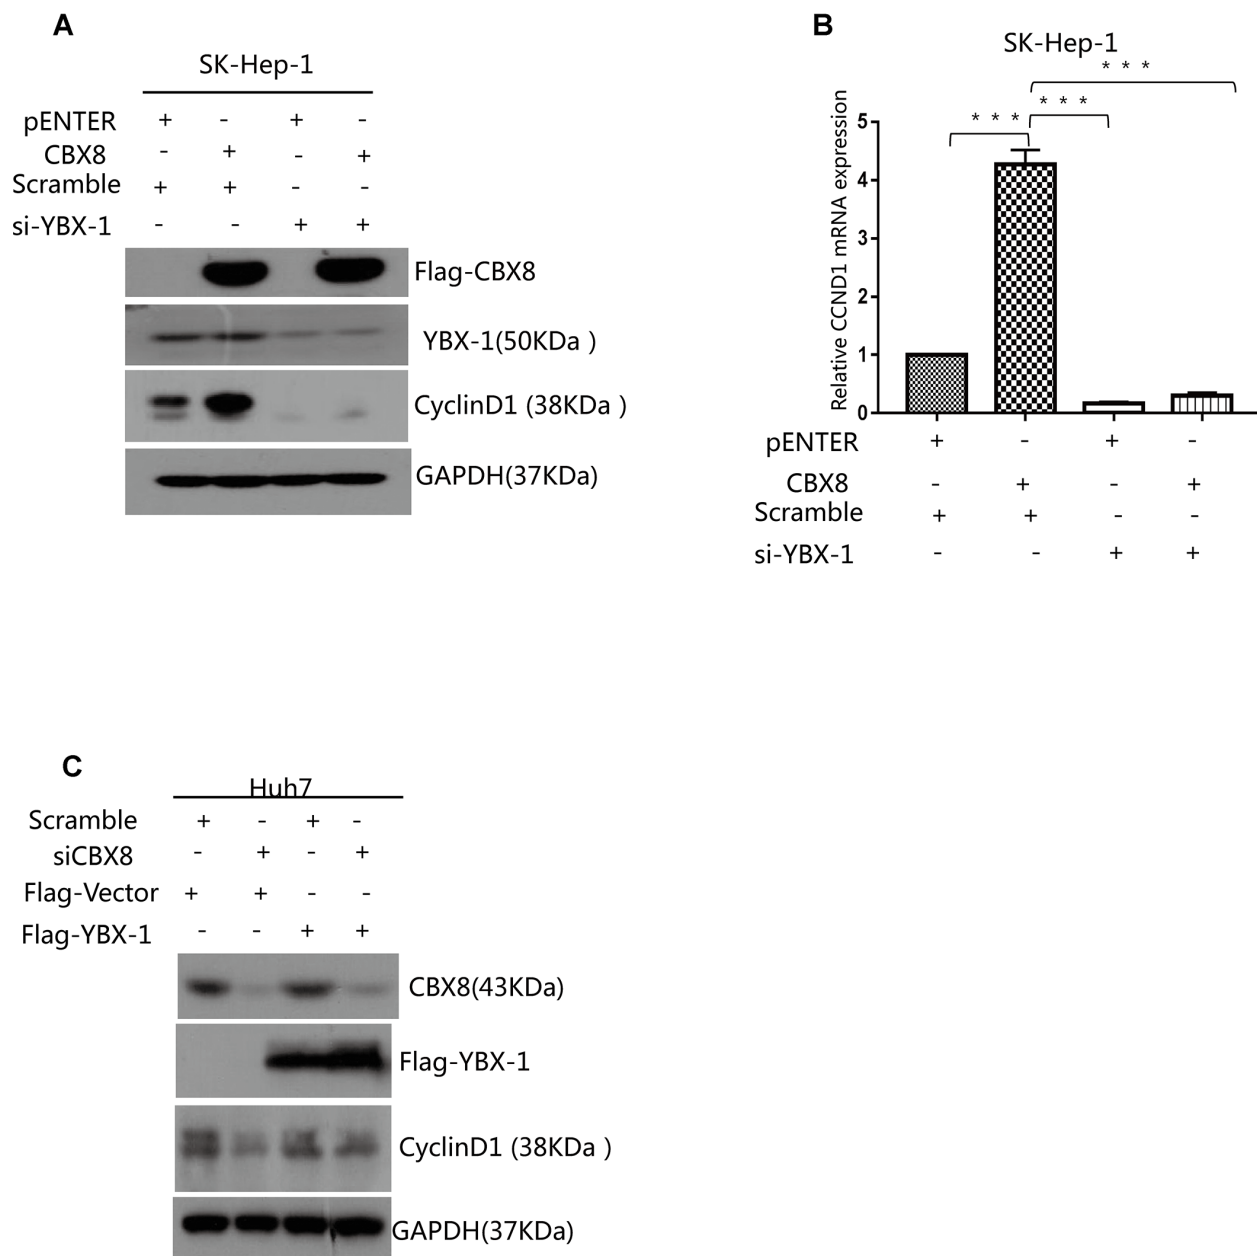 A
SK-Hep-1
pENTER + - + -
CBX8 - + - +
Scramble + + - -
si-YBX-1 - - + +
Flag-CBX8
YBX-1(50KDa )
CyclinD1 (38KDa )
GAPDH(37KDa)
B
SK-Hep-1
* * *
* * *
* * *
Relative CCND1 mRNA expression
5
4
3
2
1
0
pENTER + - + -
CBX8 - + - +
Scramble + + - -
si-YBX-1 - - + +
C
Huh7
Scramble + - + -
siCBX8 - + - +
Flag-Vector + + - -
Flag-YBX-1 - - + +
CBX8(43KDa)
Flag-YBX-1
CyclinD1 (38KDa )
GAPDH(37KDa)